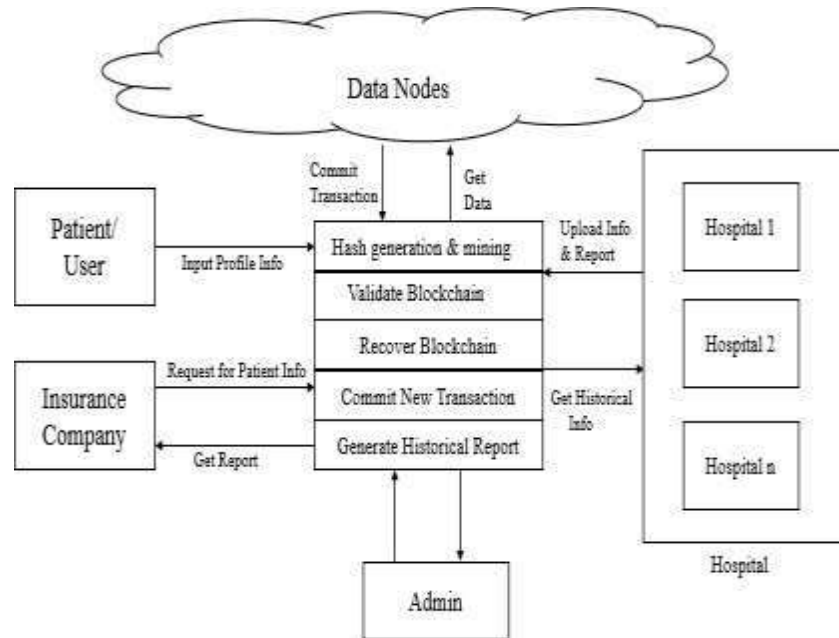 Data Nodes
Commit
Transaction
Get
Data
Patient/
User
Input Profile Info
Hash generation & mining
Validate Blockchain
Recover Blockchain
Commit New Transaction
Generate Historical Report
Upload Info
& Report
Get Historical
Info
Hospital 1
Hospital 2
Hospital n
Hospital
Insurance
Company
Request for Patient Info
Get Report
Admin